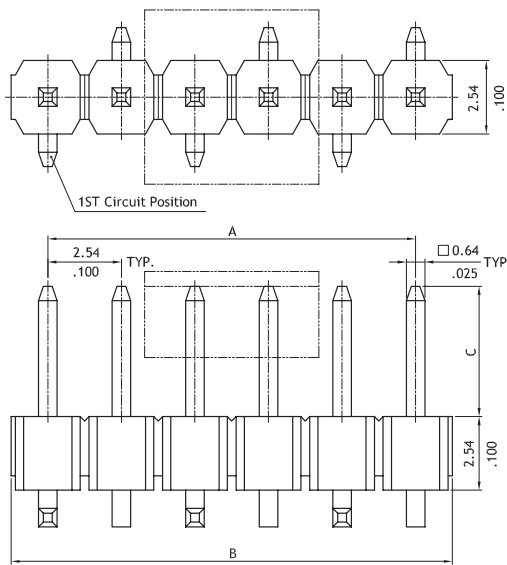 2.54
.100
1ST Circuit Position
A
2.54
.100
TYP.
□ 0.64
.025
TYP
C
2.54
.100
B